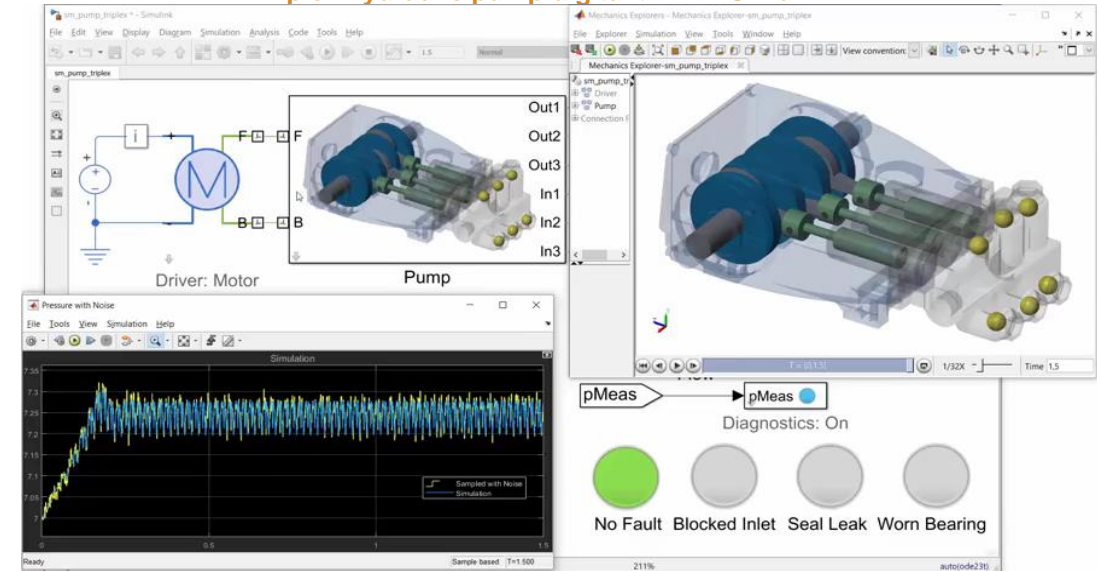 sm_pump_triplex * - Simulink
File Edit View Display Diagram Simulation Analysis Code Tools Help
1.5
Normal
sm_pump_triplex
i
+
M
F
F
B
B
Out1
Out2
Out3
In1
In2
In3
Driver: Motor
Pump
Mechanics Explorers - Mechanics Explorer-sm_pump_triplex
File Explorer Simulation View Tools Window Help
View convention:
Mechanics Explorer-sm_pump_triplex
sm_pump_tr
Driver
Pump
Connection F
1/32X
Time 1,5
Pressure with Noise
File Tools View Simulation Help
Simulation
7.35
7.3
7.25
7.2
7.15
7.1
7.05
7
0
0.5
1
1.5
Sampled with Noise
Simulation
Ready
Sample based T=1.500
pMeas
pMeas
Diagnostics: On
No Fault Blocked Inlet Seal Leak Worn Bearing
211%
auto(ode23t)